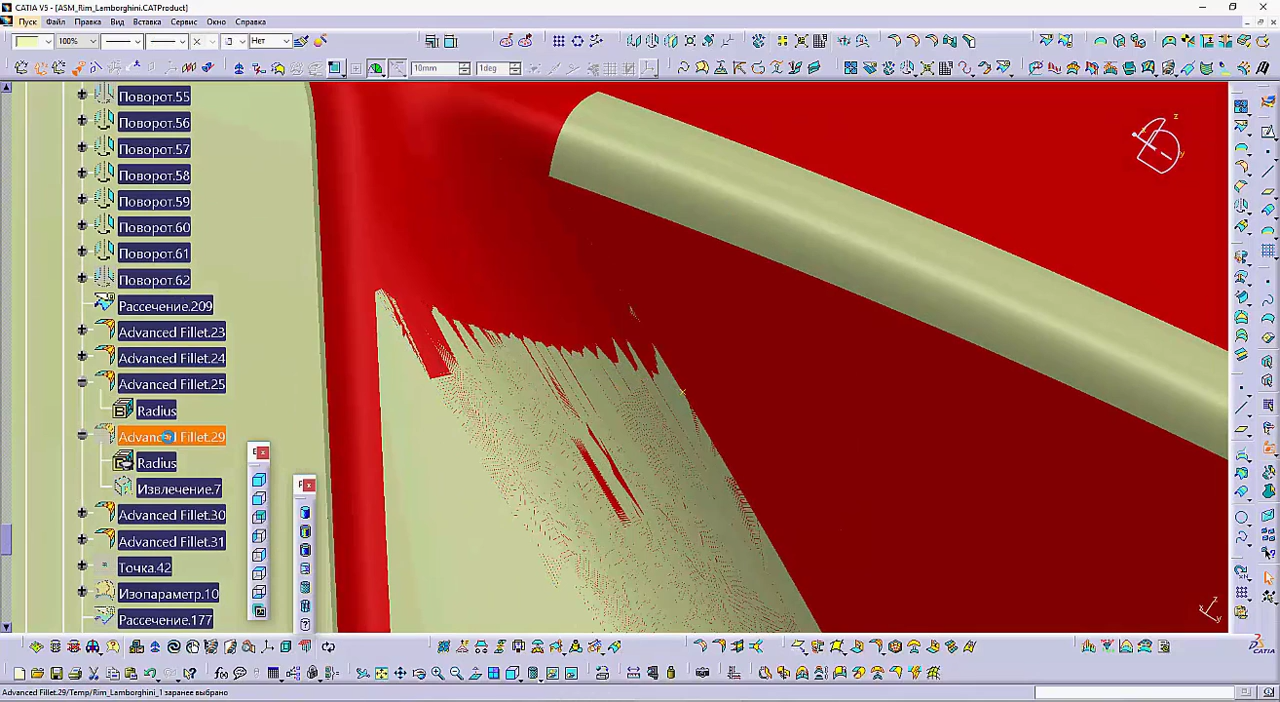 CATIA V5 - [ASM_Rim_Lamborghini.CATProduct]
Пуск Файл Правка Вид Вставка Сервис Окно Справка
100% Нет
10mm 1deg
Поворот.55
Поворот.56
Поворот.57
Поворот.58
Поворот.59
Поворот.60
Поворот.61
Поворот.62
Рассечение.209
Advanced Fillet.23
Advanced Fillet.24
Advanced Fillet.25
Radius
Advanced Fillet.29
Radius
Извлечение.7
Advanced Fillet.30
Advanced Fillet.31
Точка.42
Изопараметр.10
Рассечение.177
z
x
y
z
x
y
CATIA
Advanced Fillet.29/Temp/Rim_Lamborghini_1 заранее выбрано